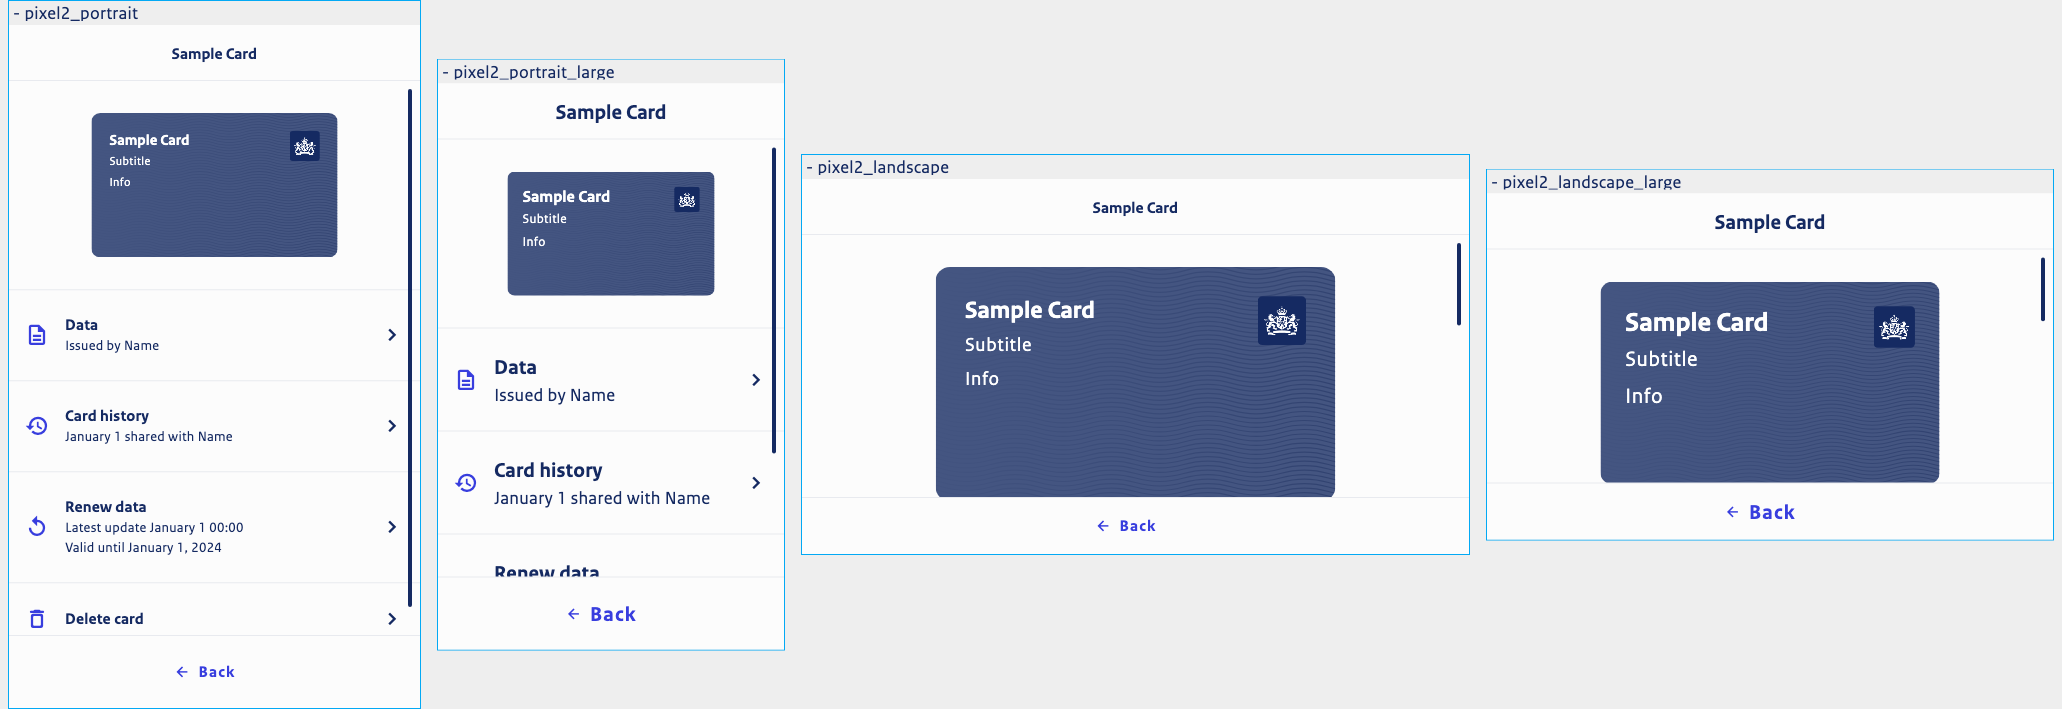 - pixel2_portrait
Sample Card
Sample Card
Subtitle
Info
Data
Issued by Name
Card history
January 1 shared with Name
Renew data
Latest update January 1 00:00
Valid until January 1, 2024
Delete card
Back
- pixel2_portrait_large
Sample Card
Sample Card
Subtitle
Info
Data
Issued by Name
Card history
January 1 shared with Name
Renew data
Back
- pixel2_landscape
Sample Card
Sample Card
Subtitle
Info
Back
- pixel2_landscape_large
Sample Card
Sample Card
Subtitle
Info
Back